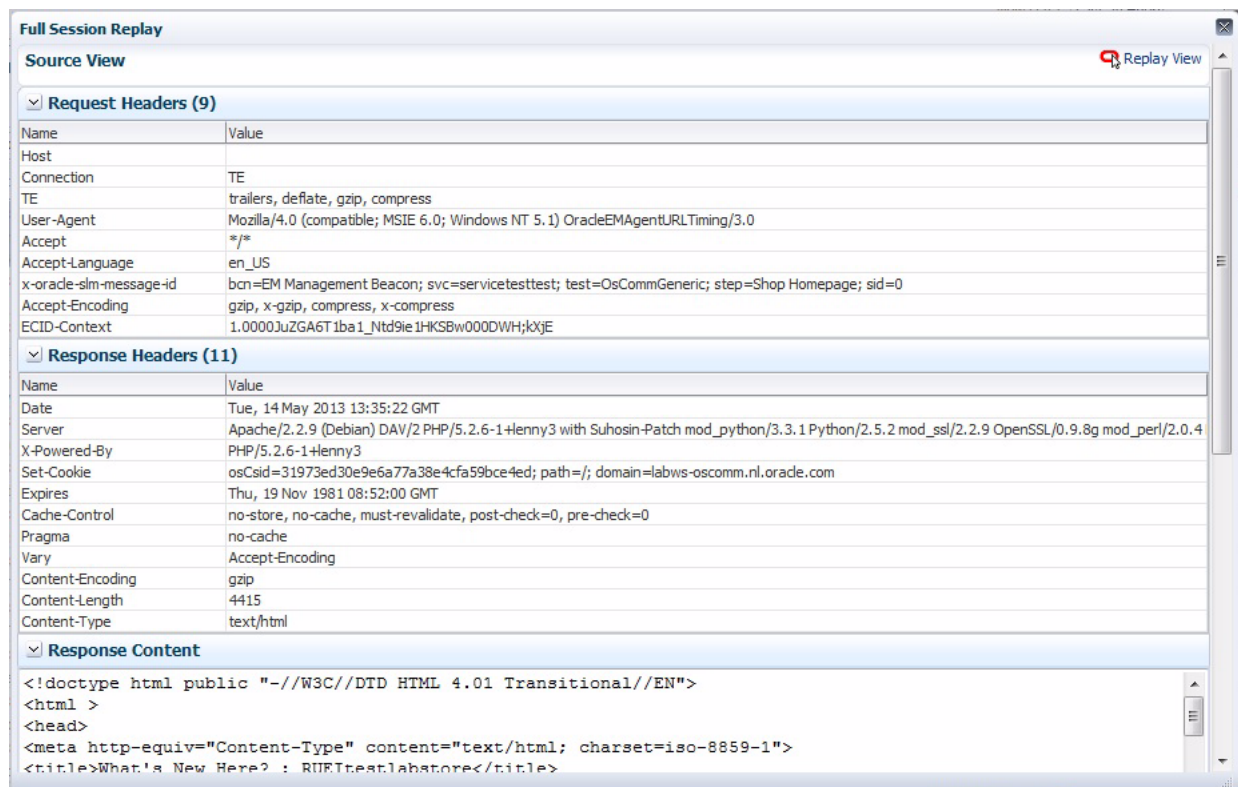 Full Session Replay
Source View
Replay View
Request Headers (9)
Name Value
Host
Connection TE
TE trailers, deflate, gzip, compress
User-Agent Mozilla/4.0 (compatible; MSIE 6.0; Windows NT 5.1) OracleEMAgentURLTiming/3.0
Accept */*
Accept-Language en_US
x-oracle-slm-message-id bcn=EM Management Beacon; svc=servicetesttest; test=OsCommGeneric; step=Shop Homepage; sid=0
Accept-Encoding gzip, x-gzip, compress, x-compress
ECID-Context 1.0000JuZGA6T1ba1_Ntd9ie1HKSBw000DWH;kXjE
Response Headers (11)
Name Value
Date Tue, 14 May 2013 13:35:22 GMT
Server Apache/2.2.9 (Debian) DAV/2 PHP/5.2.6-1+lenny3 with Suhosin-Patch mod_python/3.3.1 Python/2.5.2 mod_ssl/2.2.9 OpenSSL/0.9.8g mod_perl/2.0.4
X-Powered-By PHP/5.2.6-1+lenny3
Set-Cookie osCsid=31973ed30e9e6a77a38e4cfa59bce4ed; path=/; domain=labws-oscomm.nl.oracle.com
Expires Thu, 19 Nov 1981 08:52:00 GMT
Cache-Control no-store, no-cache, must-revalidate, post-check=0, pre-check=0
Pragma no-cache
Vary Accept-Encoding
Content-Encoding gzip
Content-Length 4415
Content-Type text/html
Response Content
<!doctype html public "-//W3C//DTD HTML 4.01 Transitional//EN">
<html >
<head>
<meta http-equiv="Content-Type" content="text/html; charset=iso-8859-1">
<title>What's New Here? : RUEItestlabstore</title>